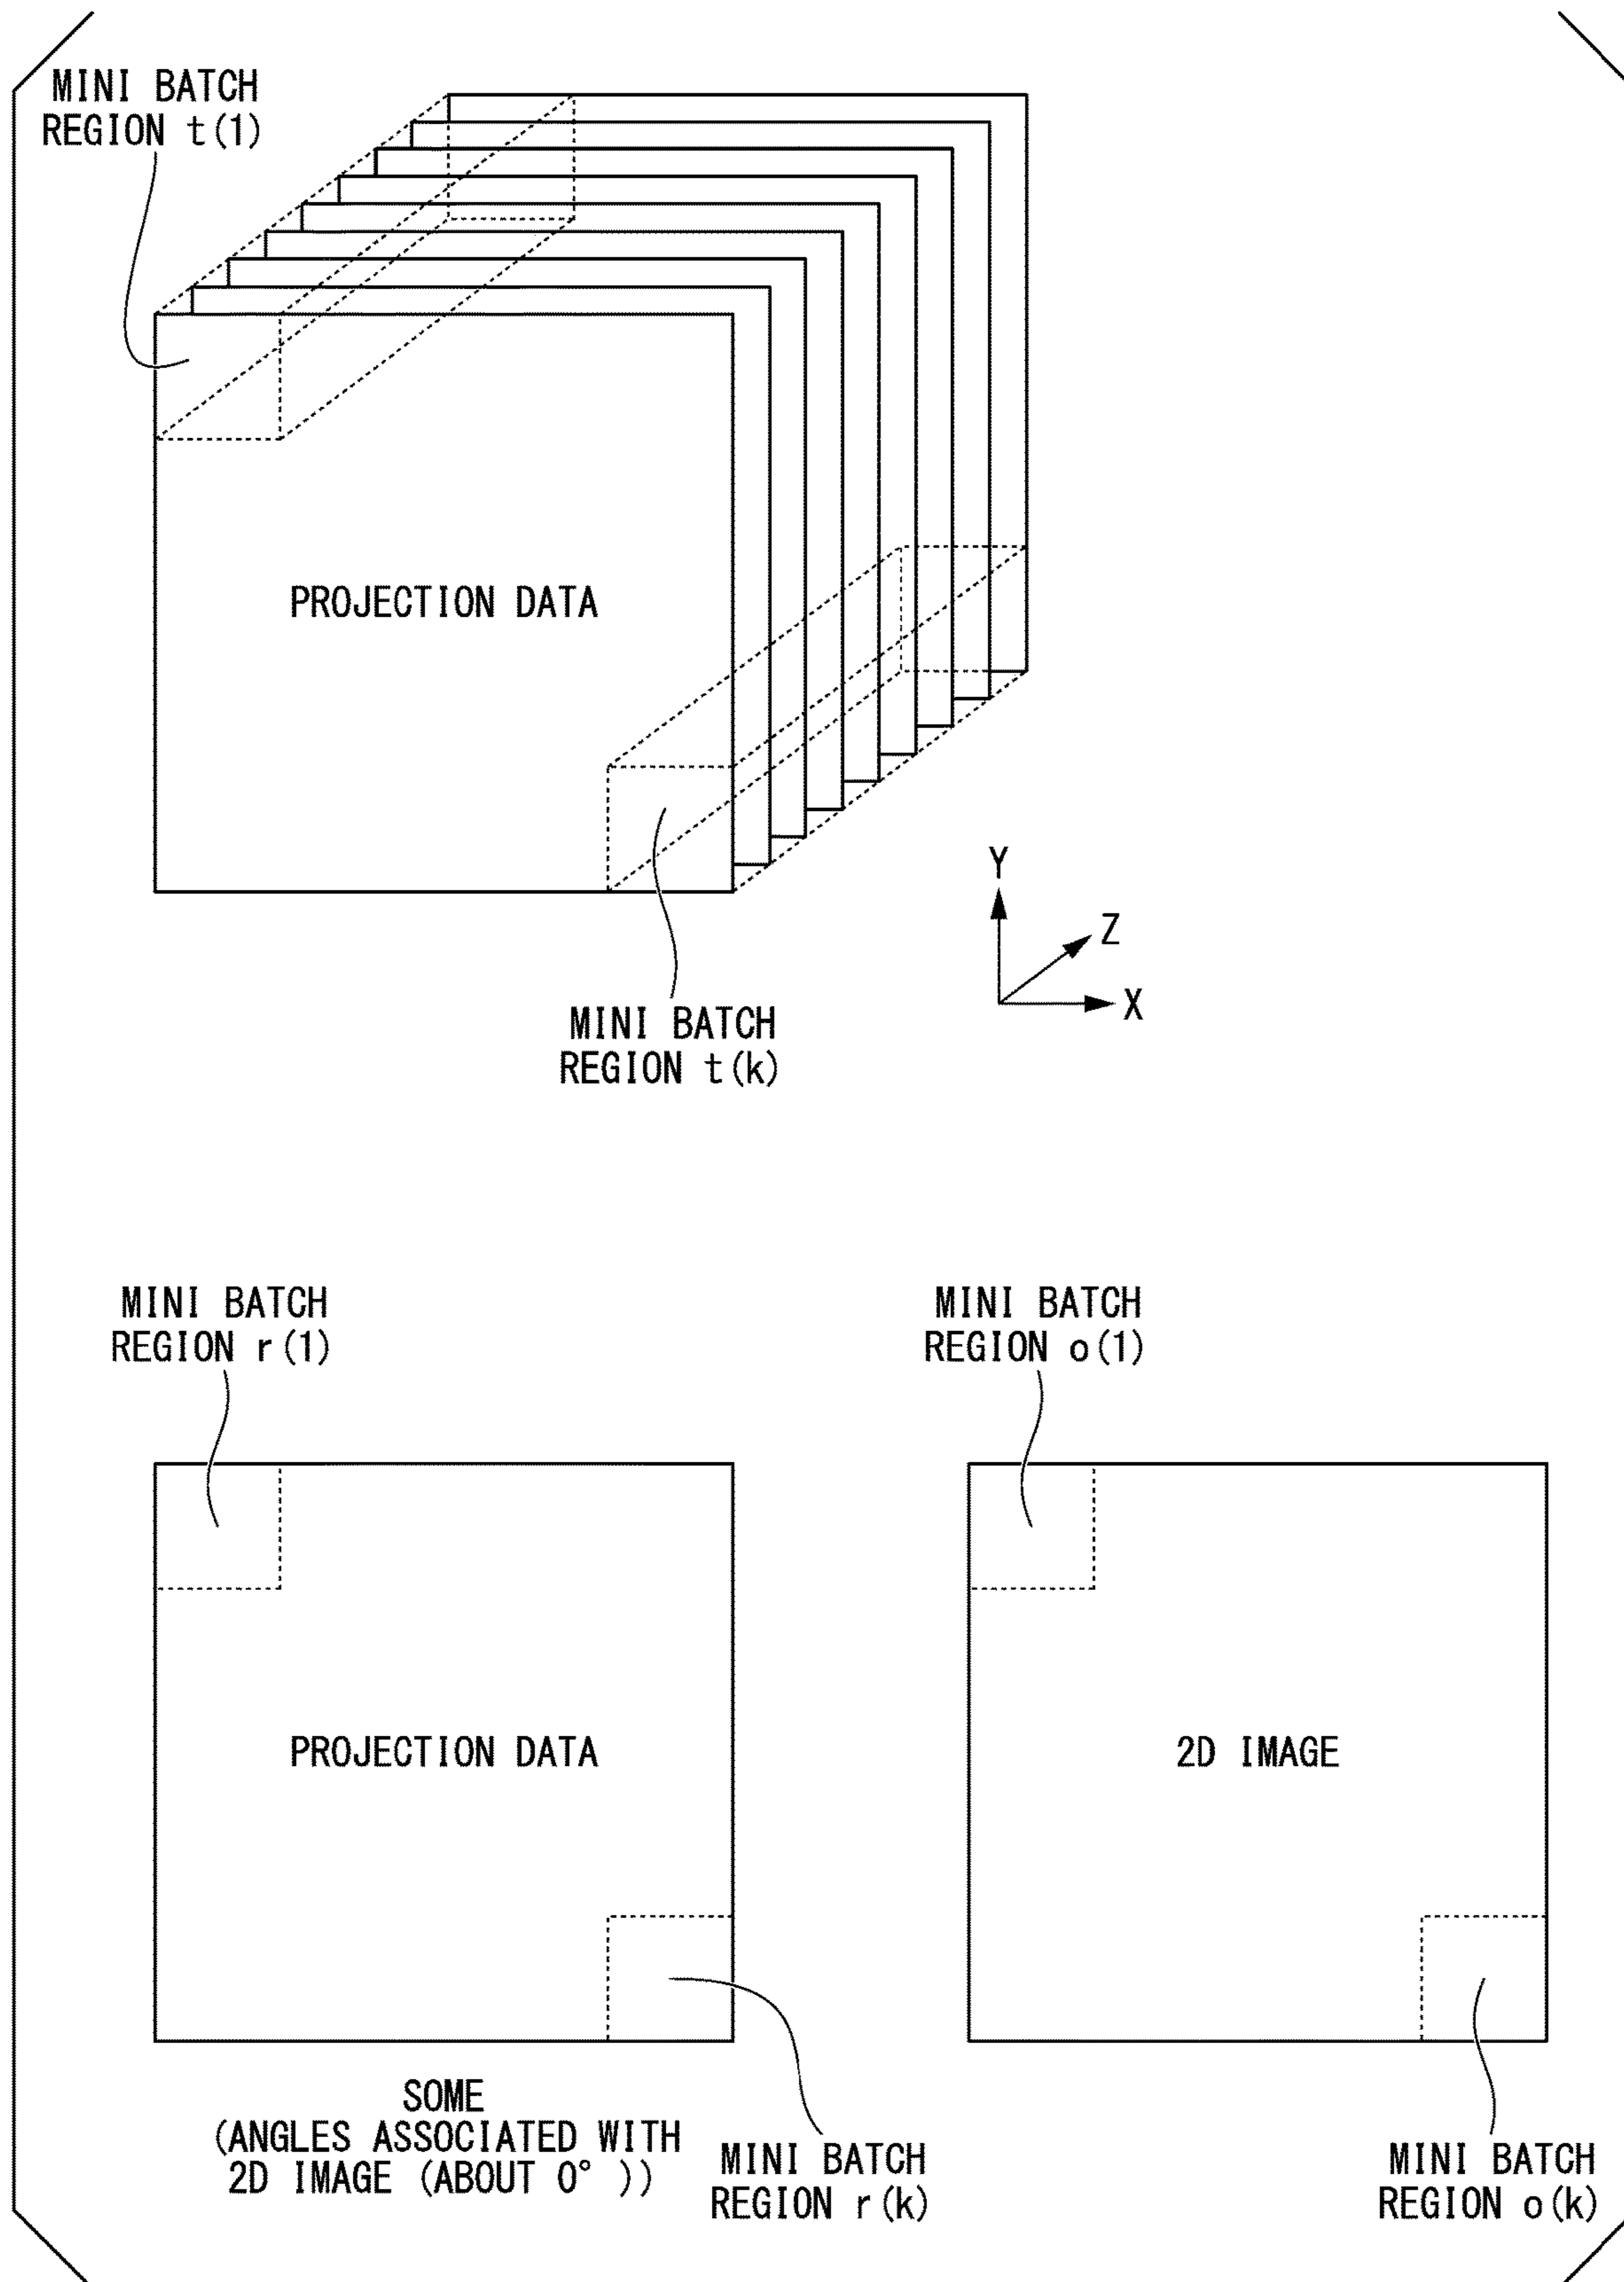 MINI BATCH
REGION t(1)
PROJECTION DATA
Y
Z
X
MINI BATCH
REGION t(k)
MINI BATCH
REGION r(1)
MINI BATCH
REGION o(1)
PROJECTION DATA
2D IMAGE
SOME
(ANGLES ASSOCIATED WITH
2D IMAGE (ABOUT 0° ))
MINI BATCH
REGION r(k)
MINI BATCH
REGION o(k)